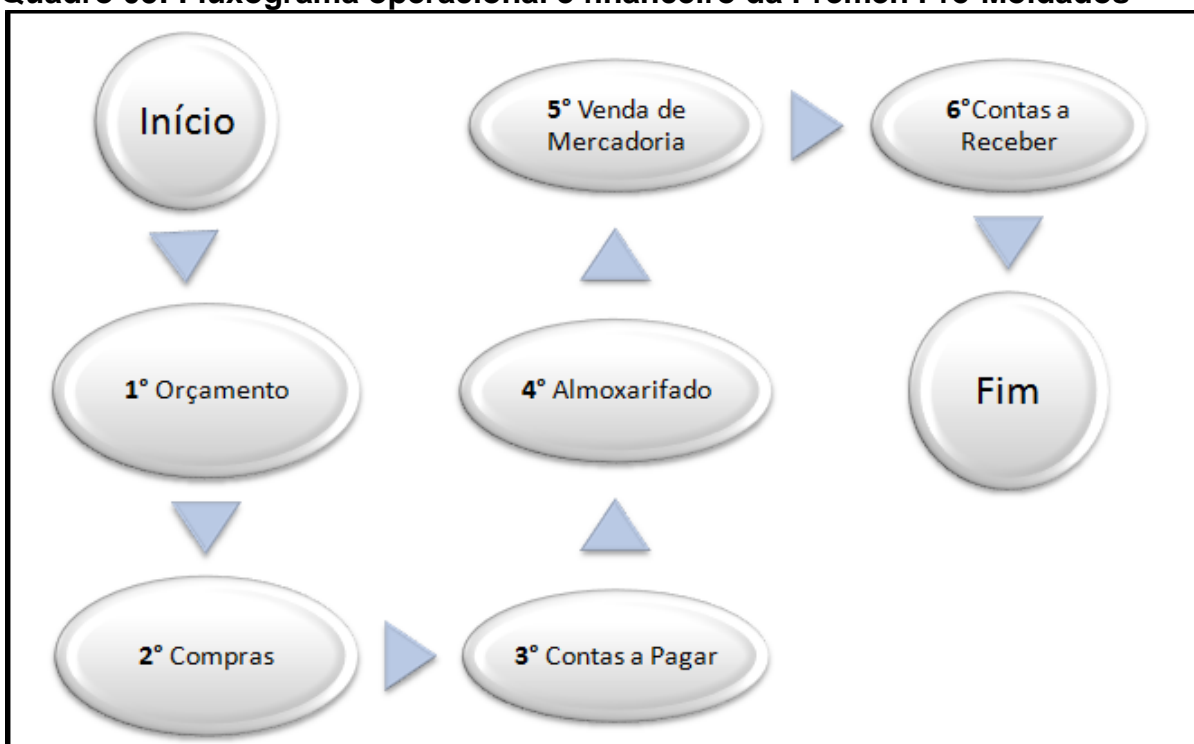 Quadro Fluxograma operacional e financeiro da Pré-Moldados
Início
1° Orçamento
2° Compras
3° Contas a Pagar
4° Almoxarifado
5° Venda de
Mercadoria
6°Contas a
Receber
Fim